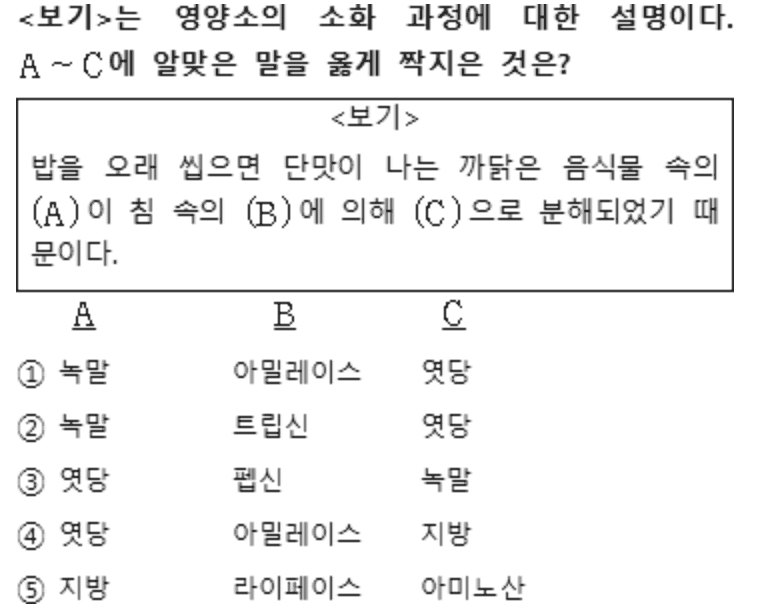 <보기>는 영양소의 소화 과정에 대한 설명이다.
A ~ C에 알맞은 말을 옳게 짝지은 것은?
<보기>
밥을 오래 씹으면 단맛이 나는 까닭은 음식물 속의
(A)이 침 속의 (B)에 의해 (C)으로 분해되었기 때
문이다.
A B C
① 녹말 아밀레이스 엿당
② 녹말 트립신 엿당
③ 엿당 펩신 녹말
④ 엿당 아밀레이스 지방
⑤ 지방 라이페이스 아미노산